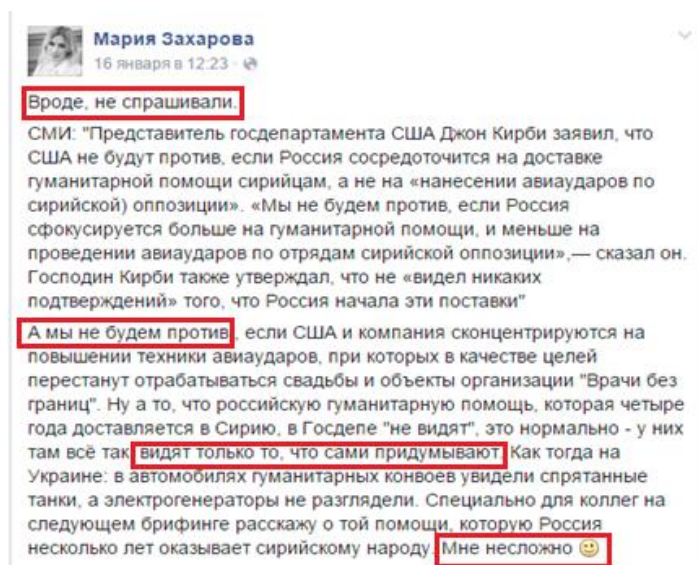 Мария Захарова
16 января в 12:23 ·
Вроде, не спрашивали.
СМИ: "Представитель госдепартамента США Джон Кирби заявил, что
США не будут против, если Россия сосредоточится на доставке
гуманитарной помощи сирийцам, а не на «нанесении авиаударов по
сирийской) оппозиции». «Мы не будем против, если Россия
сфокусируется больше на гуманитарной помощи, и меньше на
проведении авиаударов по отрядам сирийской оппозиции»,— сказал он.
Господин Кирби также утверждал, что не «видел никаких
подтверждений» того, что Россия начала эти поставки"
А мы не будем против, если США и компания сконцентрируются на
повышении техники авиаударов, при которых в качестве целей
перестанут отрабатываться свадьбы и объекты организации "Врачи без
границ". Ну а то, что российскую гуманитарную помощь, которая четыре
года доставляется в Сирию, в Госдепе "не видят", это нормально - у них
там всё так видят только то, что сами придумывают. Как тогда на
Украине: в автомобилях гуманитарных конвоев увидели спрятанные
танки, а электрогенераторы не разглядели. Специально для коллег на
следующем брифинге расскажу о той помощи, которую Россия
несколько лет оказывает сирийскому народу. Мне несложно 🙂